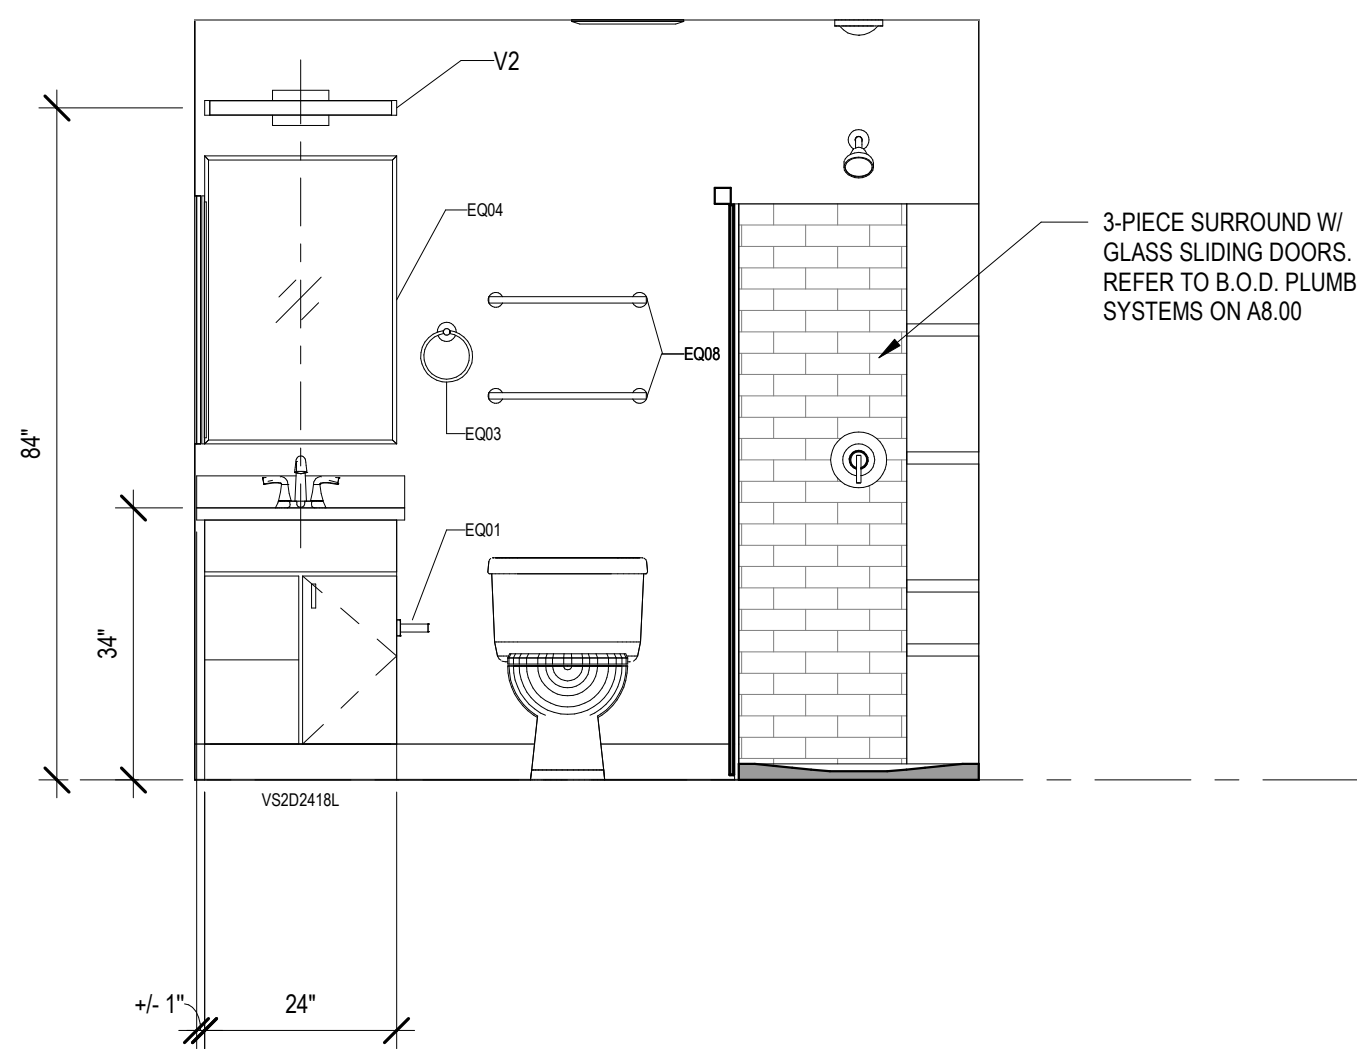 V2
EQ04
3-PIECE SURROUND W/
GLASS SLIDING DOORS.
REFER TO B.O.D. PLUMB
SYSTEMS ON A8.00
EQ08
84"
EQ03
EQ01
34"
VS2D2418L
+/- 1"
24"